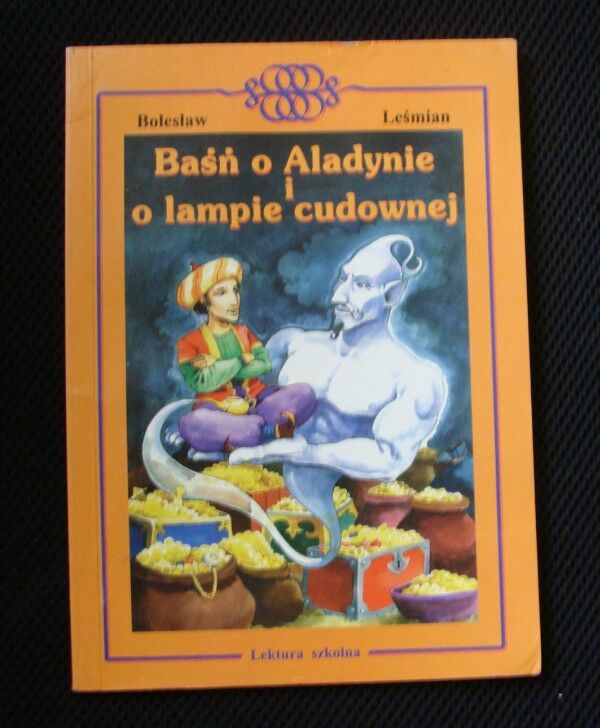 Bolesław Leśmian
Baśń o Aladynie
i
o lampie cudownej
Lektura szkolna